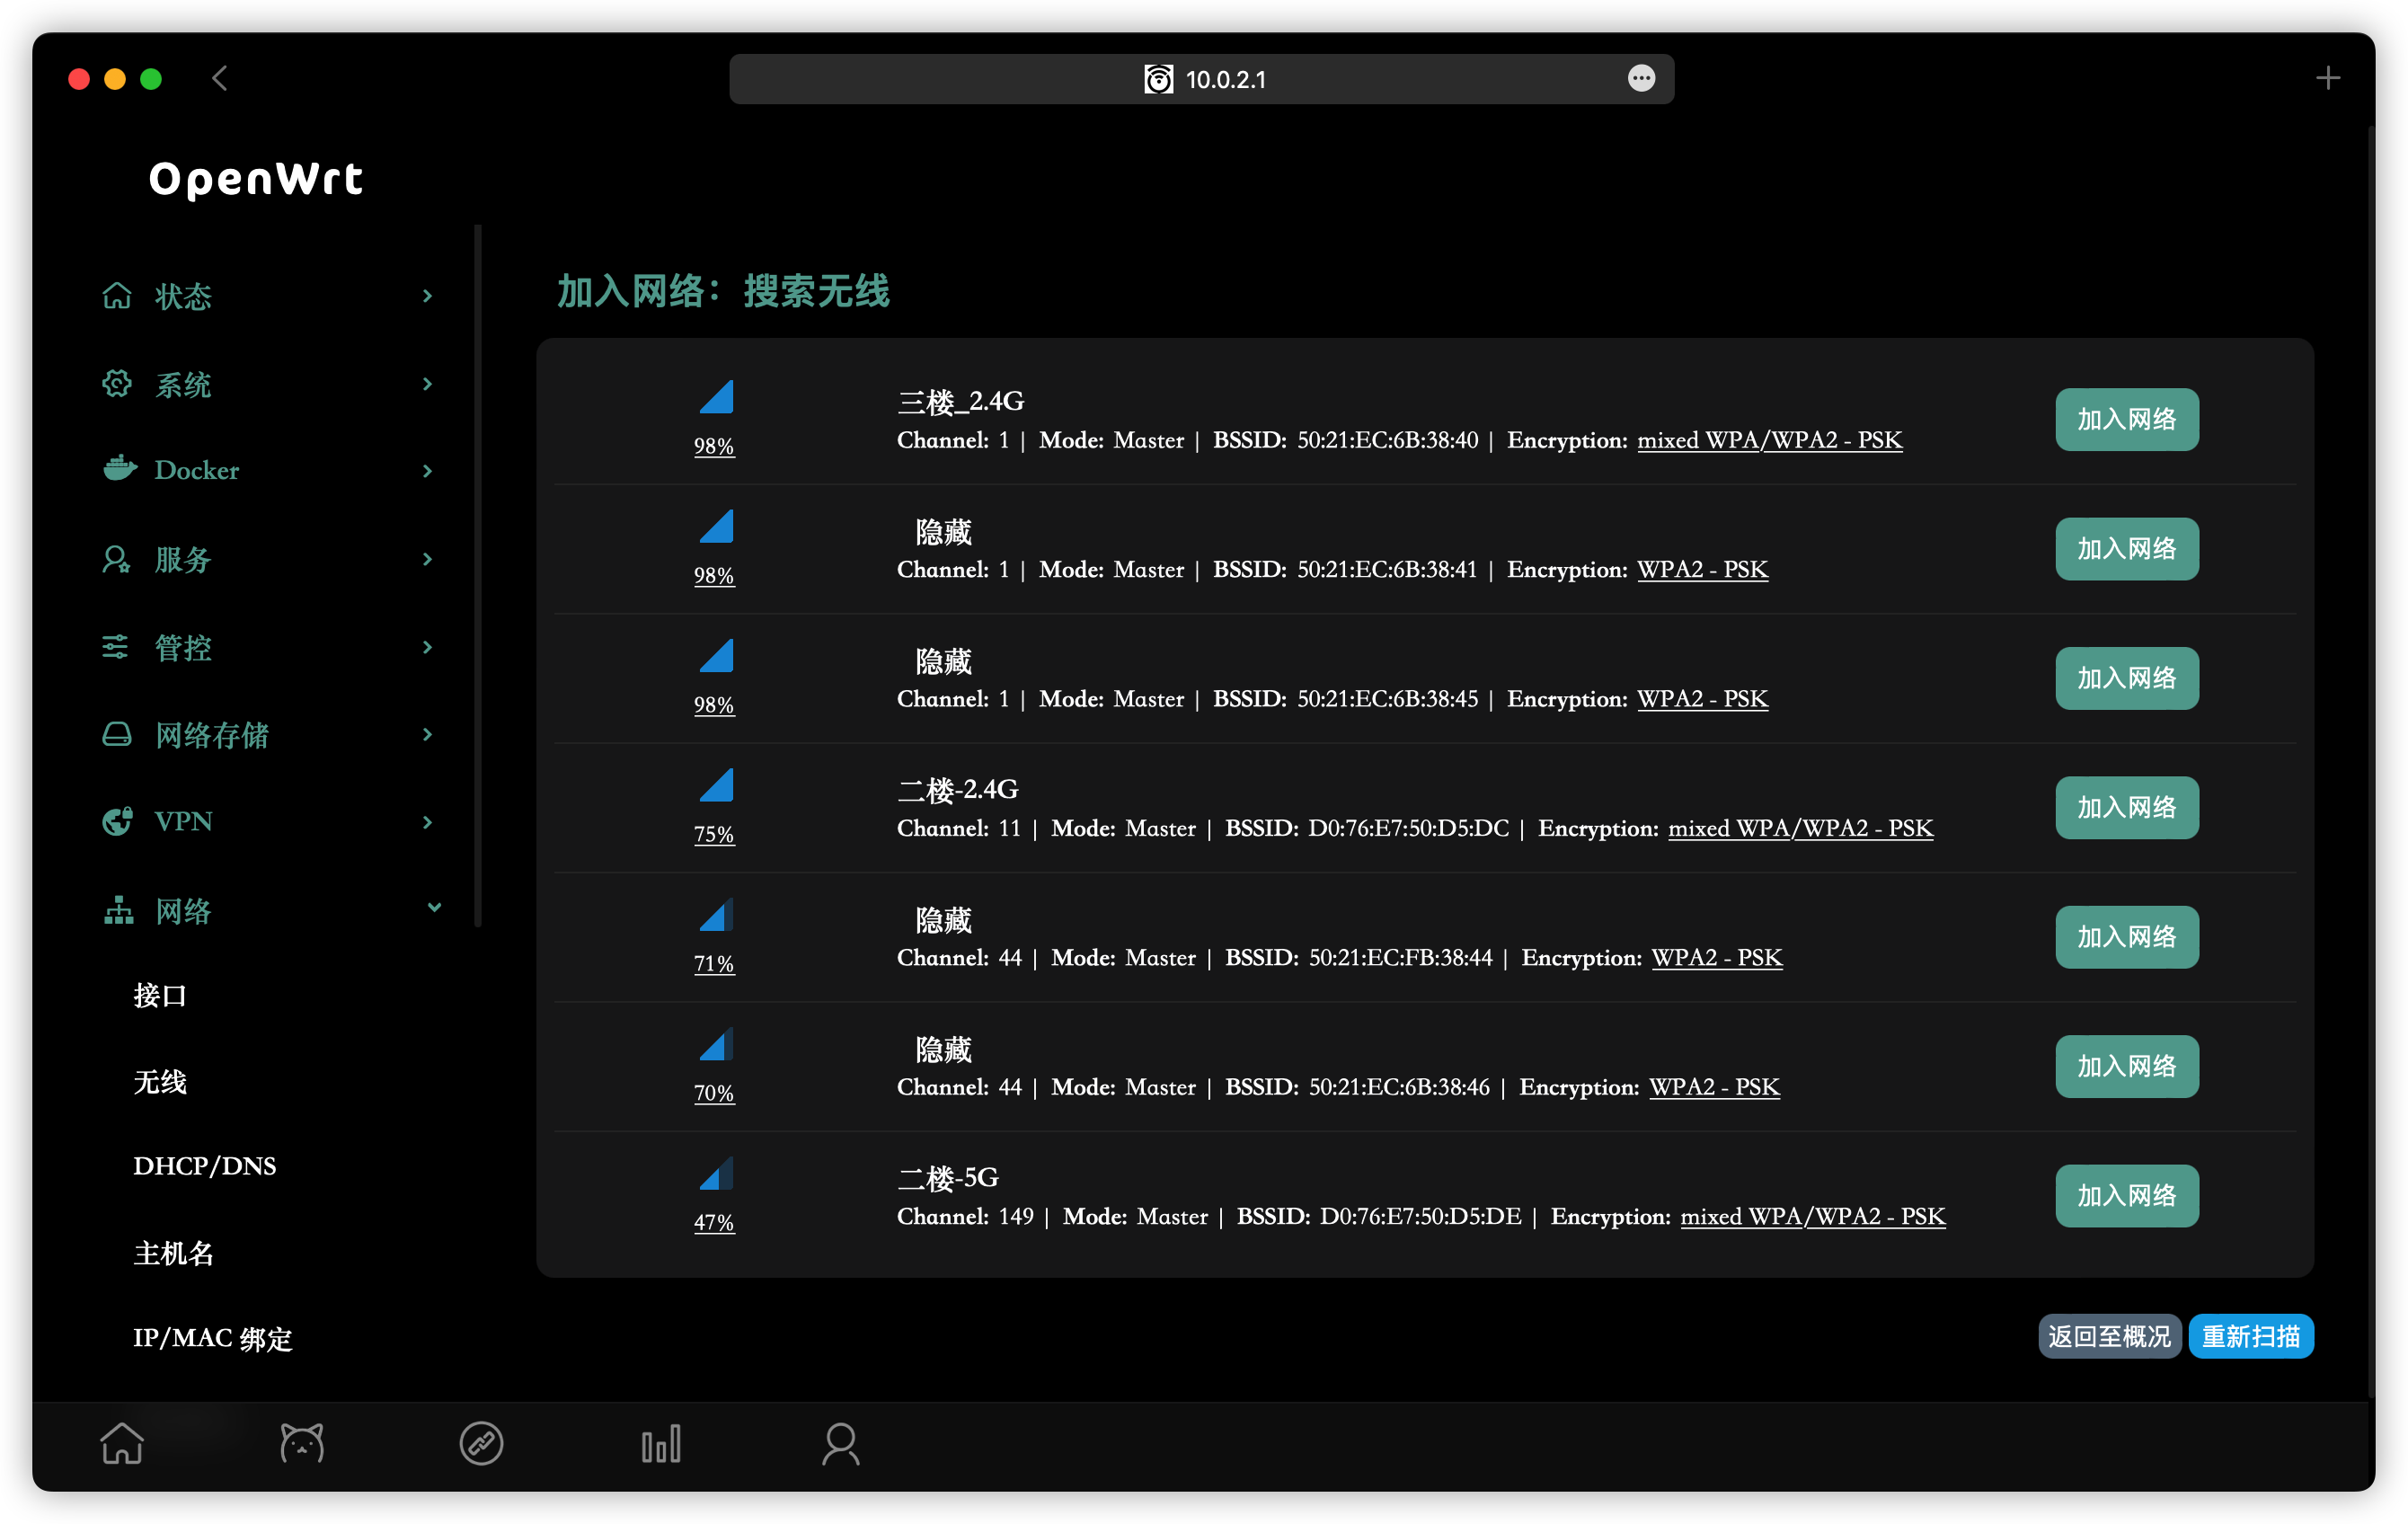 10.0.2.1
OpenWrt
状态
系统
Docker
服务
管控
网络存储
VPN
网络
接口
无线
DHCP/DNS
主机名
IP/MAC 绑定
加入网络：搜索无线
98%
三楼_2.4G
Channel: 1 | Mode: Master | BSSID: 50:21:EC:6B:38:40 | Encryption: mixed WPA/WPA2 - PSK
加入网络
98%
隐藏
Channel: 1 | Mode: Master | BSSID: 50:21:EC:6B:38:41 | Encryption: WPA2 - PSK
加入网络
98%
隐藏
Channel: 1 | Mode: Master | BSSID: 50:21:EC:6B:38:45 | Encryption: WPA2 - PSK
加入网络
75%
二楼-2.4G
Channel: 11 | Mode: Master | BSSID: D0:76:E7:50:D5:DC | Encryption: mixed WPA/WPA2 - PSK
加入网络
71%
隐藏
Channel: 44 | Mode: Master | BSSID: 50:21:EC:FB:38:44 | Encryption: WPA2 - PSK
加入网络
70%
隐藏
Channel: 44 | Mode: Master | BSSID: 50:21:EC:6B:38:46 | Encryption: WPA2 - PSK
加入网络
47%
二楼-5G
Channel: 149 | Mode: Master | BSSID: D0:76:E7:50:D5:DE | Encryption: mixed WPA/WPA2 - PSK
加入网络
返回至概况
重新扫描